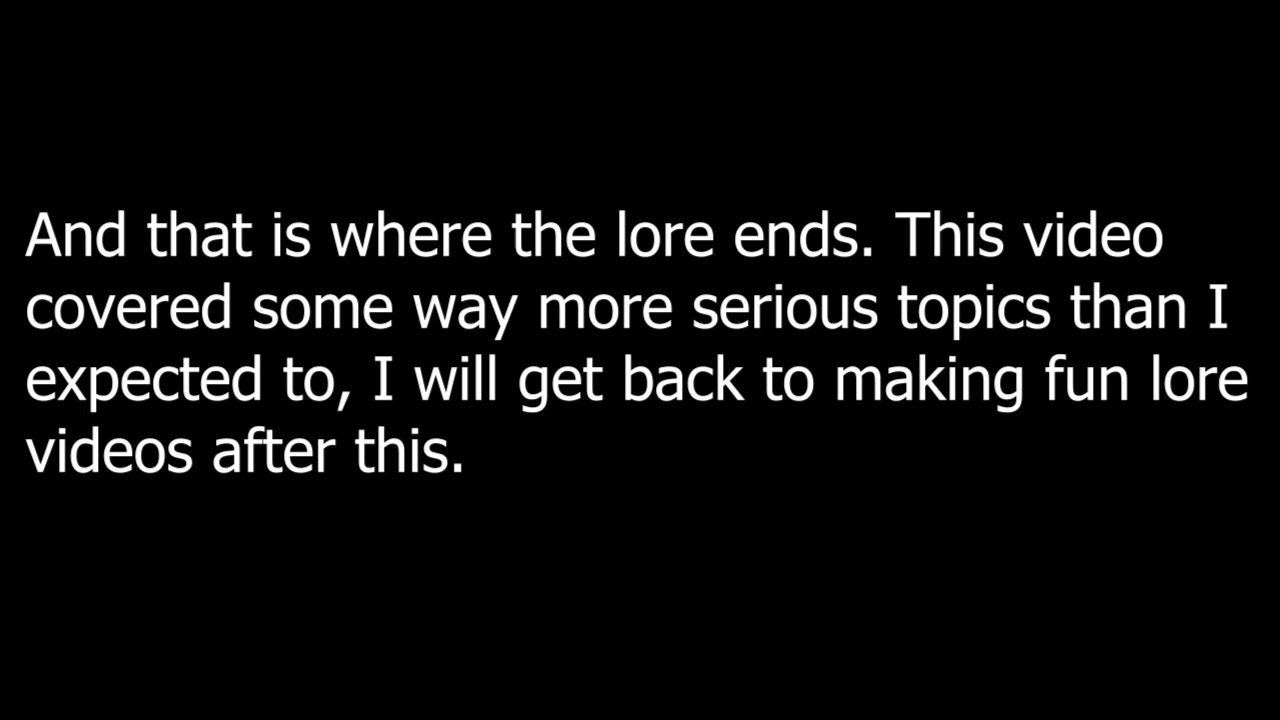 And that is where the lore ends. This video
covered some way more serious topics than I
expected to, I will get back to making fun lore
videos after this.